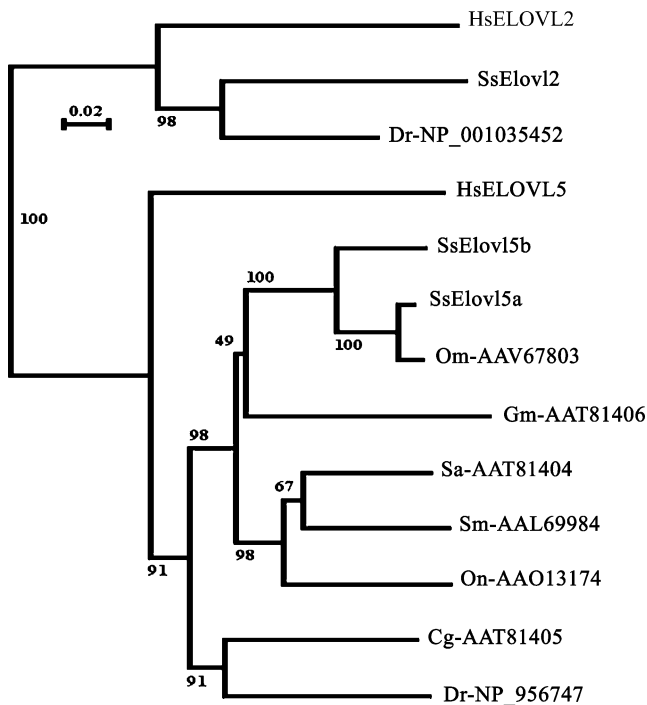 HsELOVL2
SsElovl2
0.02
98
Dr-NP_001035452
HsELOVL5
100
SsElovl5b
100
SsElovl5a
49
100
Om-AAV67803
Gm-AAT81406
98
Sa-AAT81404
67
Sm-AAL69984
98
91
On-AAO13174
Cg-AAT81405
91
Dr-NP_956747